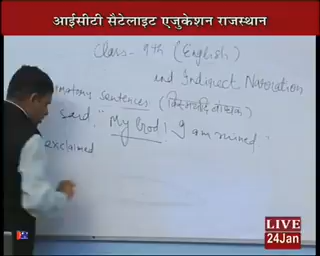 आईसीटी सैटेलाइट एजुकेशन राजस्थान
Class - 9th (English)
and Indirect Narration
matory sentences (विस्मयादि बोधक)
said, "My God! I am ruined
exclaimed
LIVE
24Jan